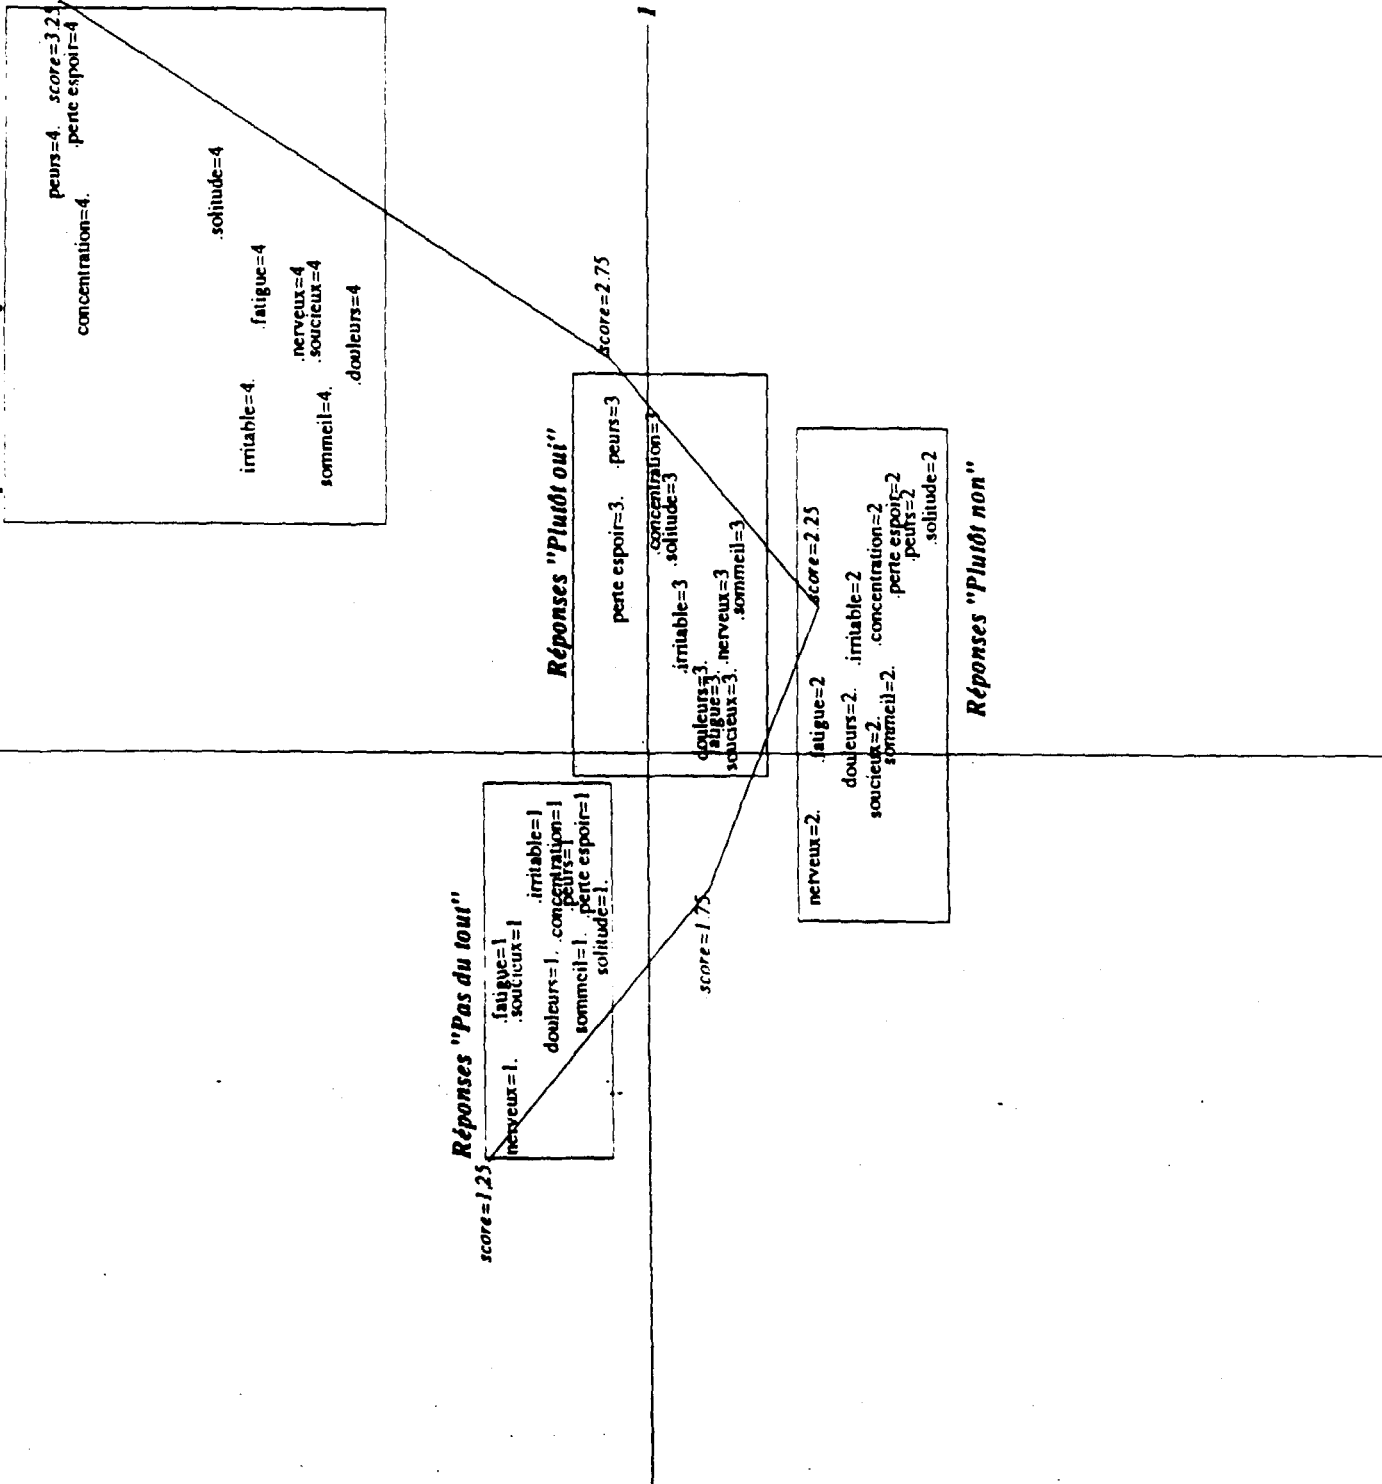 peurs=4. score=3.25
.perte espoir=4
concentration=4.
.solitude=4
irritable=4. .fatigue=4
.nerveux=4
.soucieux=4
sommeil=4.
.douleurs=4
Réponses "Pas du tout"
score=1,25
.fatigue=1
nerveux=1. .soucieux=1
.irritable=1
douleurs=1. .concentration=1
.peurs=1
sommeil=1. .perte espoir=1
solitude=1.
Réponses "Plutôt oui"
score=2.75
perte espoir=3. .peurs=3
1
.concentration=3
.solitude=3
.irritable=3
douleurs=3.
fatigue=3.
soucieux=3. .nerveux=3
.sommeil=3
score=1.75
score=2.25
nerveux=2. .fatigue=2
douleurs=2. .irritable=2
soucieux=2. .concentration=2
sommeil=2. .perte espoir=2
.peurs=2
.solitude=2
Réponses "Plutôt non"